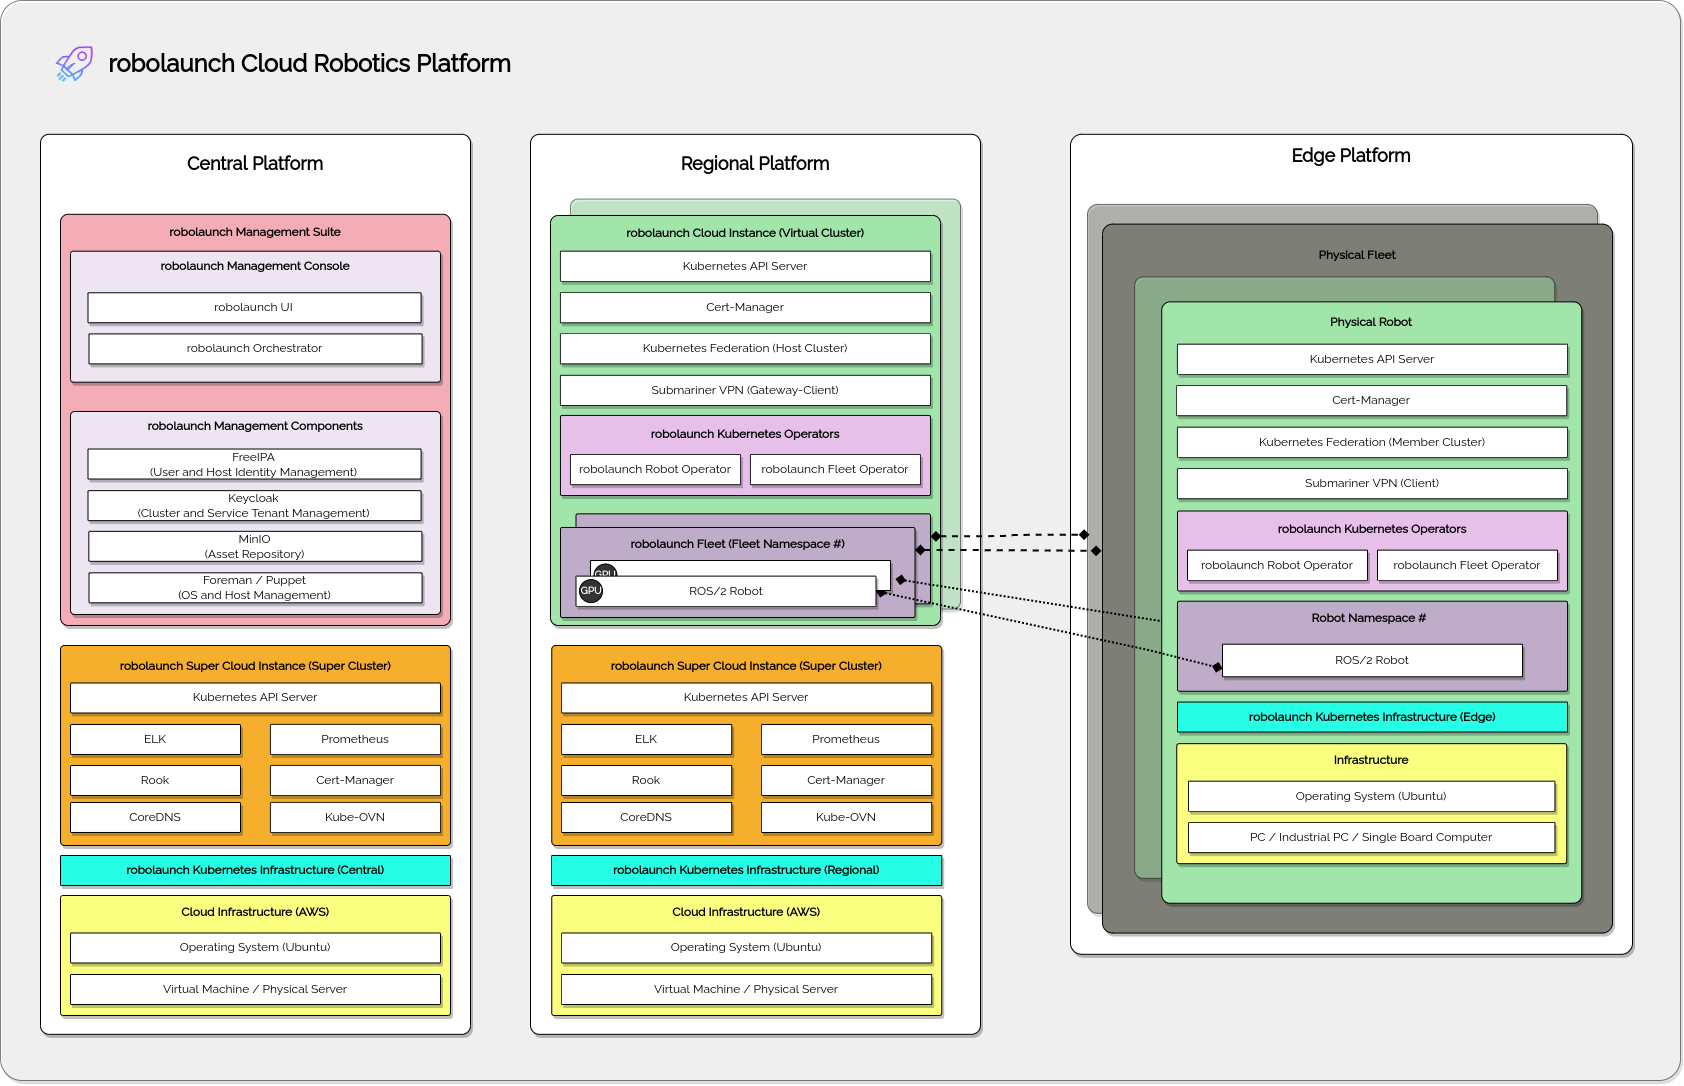 robolaunch Cloud Robotics Platform
Central Platform
robolaunch Management Suite
robolaunch Management Console
robolaunch UI
robolaunch Orchestrator
robolaunch Management Components
FreeIPA
(User and Host Identity Management)
Keycloak
(Cluster and Service Tenant Management)
MinIO
(Asset Repository)
Foreman / Puppet
(OS and Host Management)
robolaunch Super Cloud Instance (Super Cluster)
Kubernetes API Server
ELK
Prometheus
Rook
Cert-Manager
CoreDNS
Kube-OVN
robolaunch Kubernetes Infrastructure (Central)
Cloud Infrastructure (AWS)
Operating System (Ubuntu)
Virtual Machine / Physical Server
Regional Platform
robolaunch Cloud Instance (Virtual Cluster)
Kubernetes API Server
Cert-Manager
Kubernetes Federation (Host Cluster)
Submariner VPN (Gateway-Client)
robolaunch Kubernetes Operators
robolaunch Robot Operator
robolaunch Fleet Operator
robolaunch Fleet (Fleet Namespace #)
GPU
GPU
ROS/2 Robot
robolaunch Super Cloud Instance (Super Cluster)
Kubernetes API Server
ELK
Prometheus
Rook
Cert-Manager
CoreDNS
Kube-OVN
robolaunch Kubernetes Infrastructure (Regional)
Cloud Infrastructure (AWS)
Operating System (Ubuntu)
Virtual Machine / Physical Server
Edge Platform
Physical Fleet
Physical Robot
Kubernetes API Server
Cert-Manager
Kubernetes Federation (Member Cluster)
Submariner VPN (Client)
robolaunch Kubernetes Operators
robolaunch Robot Operator
robolaunch Fleet Operator
Robot Namespace #
ROS/2 Robot
robolaunch Kubernetes Infrastructure (Edge)
Infrastructure
Operating System (Ubuntu)
PC / Industrial PC / Single Board Computer